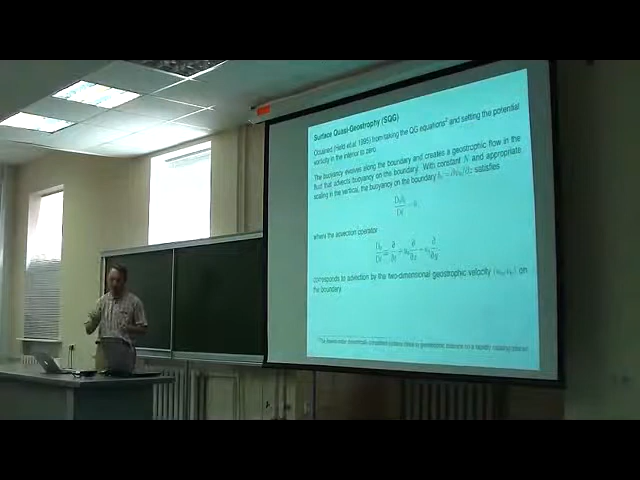 Surface Quasi-Geostrophy (SQG)
Obtained (Held et.al. 1995) from taking the QG equations² and setting the potential
vorticity in the interior to zero.
The buoyancy evolves along the boundary and creates a geostrophic flow in the
fluid that advects buoyancy on the boundary. With constant N and appropriate
scaling in the vertical, the buoyancy on the boundary satisfies
where the advection operator
corresponds to advection by the two-dimensional geostrophic velocity on
the boundary.